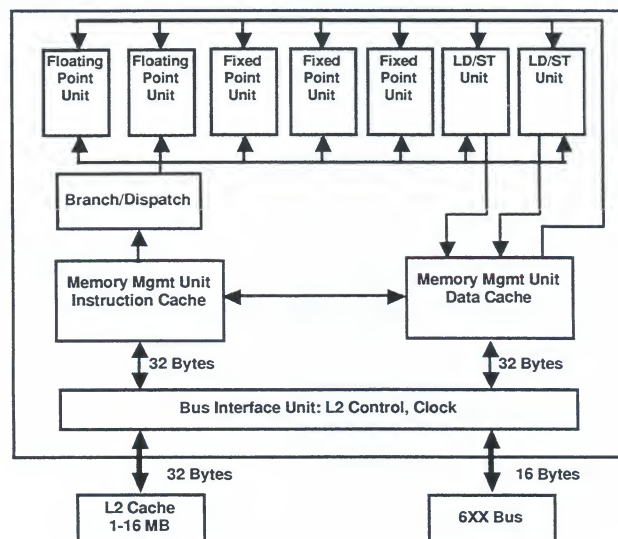 Floating
Point
Unit
Floating
Point
Unit
Fixed
Point
Unit
Fixed
Point
Unit
Fixed
Point
Unit
LD/ST
Unit
LD/ST
Unit
Branch/Dispatch
Memory Mgmt Unit
Instruction Cache
Memory Mgmt Unit
Data Cache
32 Bytes
32 Bytes
Bus Interface Unit: L2 Control, Clock
32 Bytes
16 Bytes
L2 Cache
1-16 MB
6XX Bus